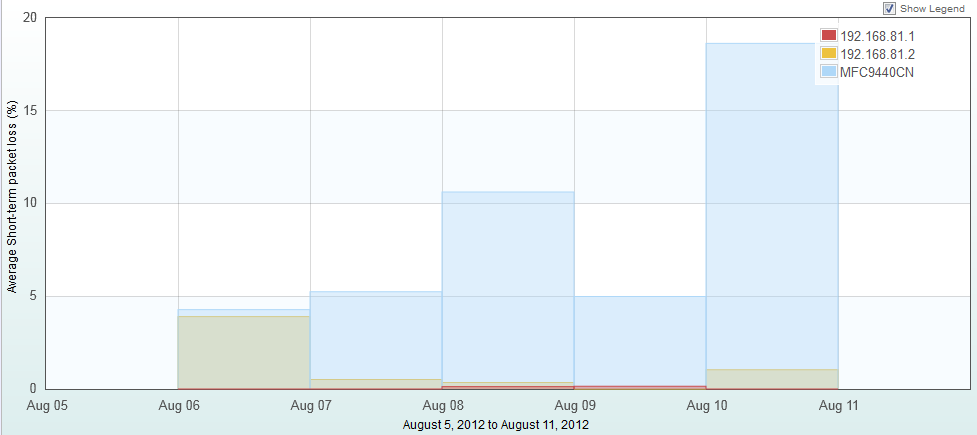 Show Legend
20
192.168.81.1
192.168.81.2
MFC9440CN
15
10
5
0
Average Short-term packet loss (%)
Aug 05 Aug 06 Aug 07 Aug 08 Aug 09 Aug 10 Aug 11
August 5, 2012 to August 11, 2012